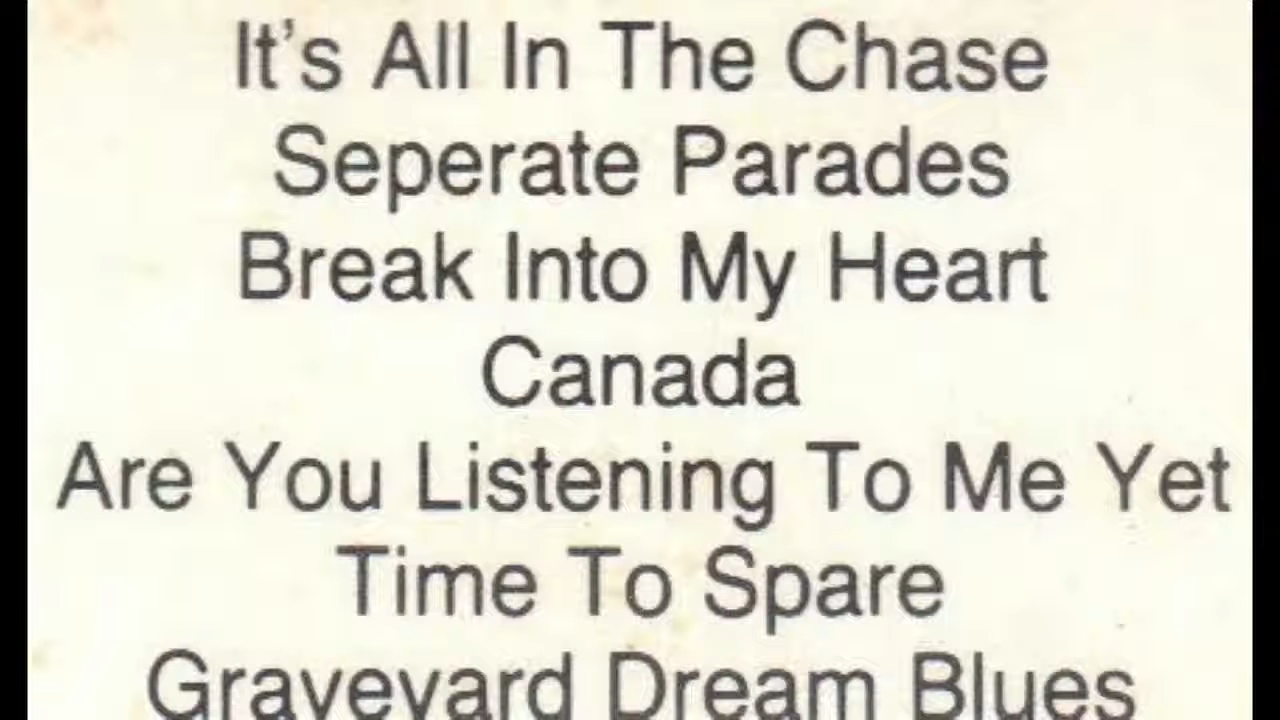 It's All In The Chase
Seperate Parades
Break Into My Heart
Canada
Are You Listening To Me Yet
Time To Spare
Graveyard Dream Blues